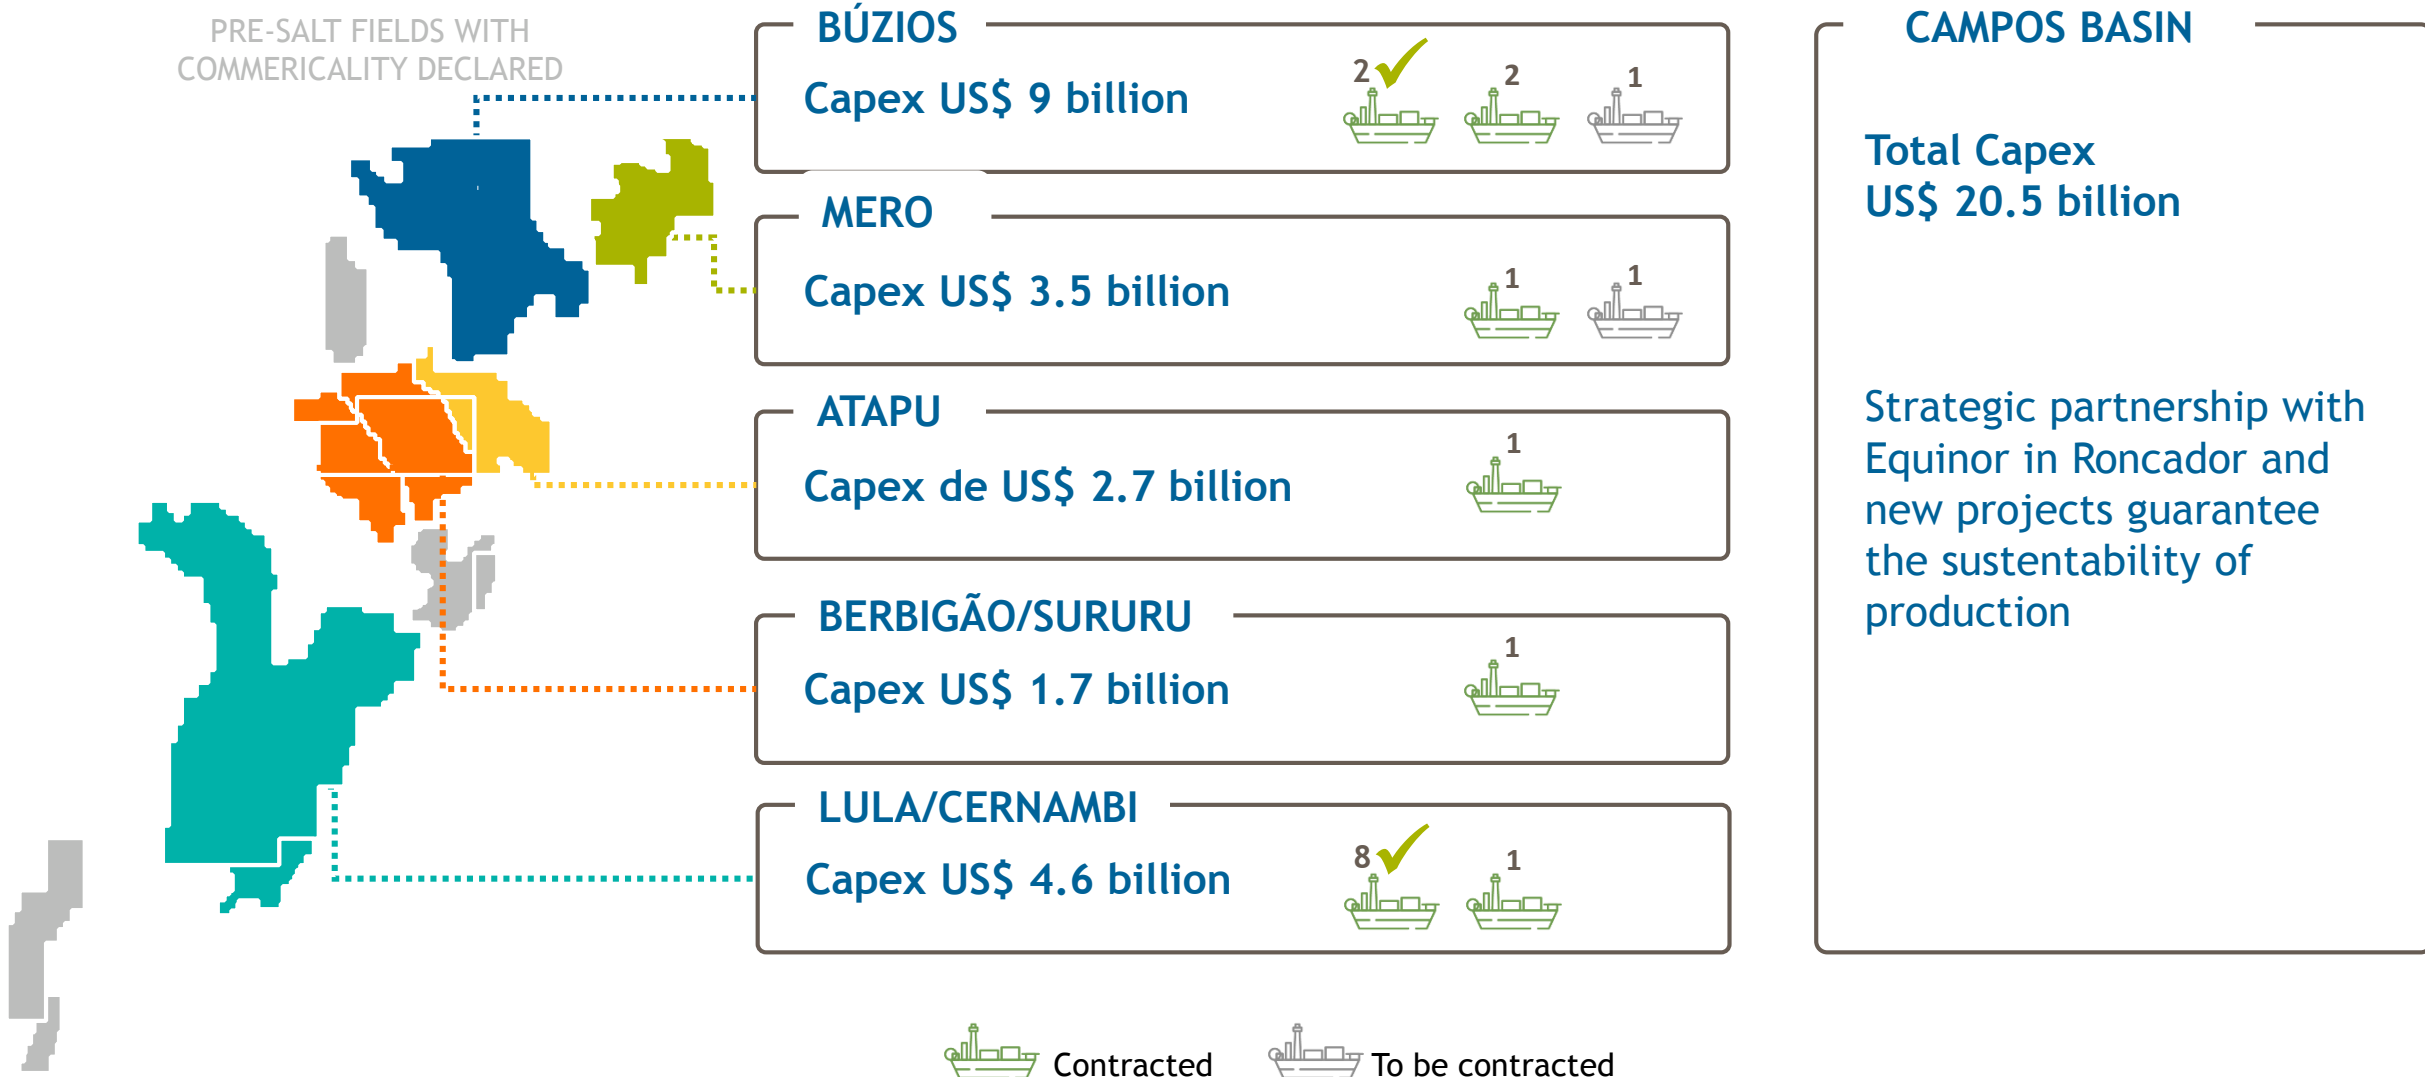 PRE-SALT FIELDS WITH
COMMERICALITY DECLARED
BÚZIOS
Capex US$ 9 billion
2
2
1
MERO
Capex US$ 3.5 billion
1
1
ATAPU
Capex de US$ 2.7 billion
1
BERBIGÃO/SURURU
Capex US$ 1.7 billion
1
LULA/CERNAMBI
Capex US$ 4.6 billion
8
1
CAMPOS BASIN
Total Capex
US$ 20.5 billion
Strategic partnership with
Equinor in Roncador and
new projects guarantee
the sustentability of
production
Contracted
To be contracted